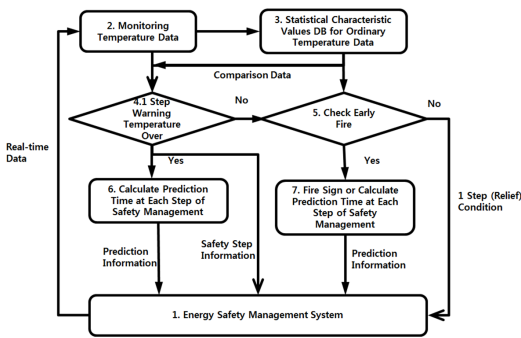 2. Monitoring
Temperature Data
3. Statistical Characteristic
Values DB for Ordinary
Temperature Data
Comparison Data
4.1 Step
Warning
Temperature
Over
No
5. Check Early
Fire
No
Real-time
Data
Yes
Yes
6. Calculate Prediction
Time at Each Step of
Safety Management
7. Fire Sign or Calculate
Prediction Time at Each
Step of Safety
Management
1 Step (Relief)
Condition
Prediction
Information
Safety Step
Information
Prediction
Information
1. Energy Safety Management System